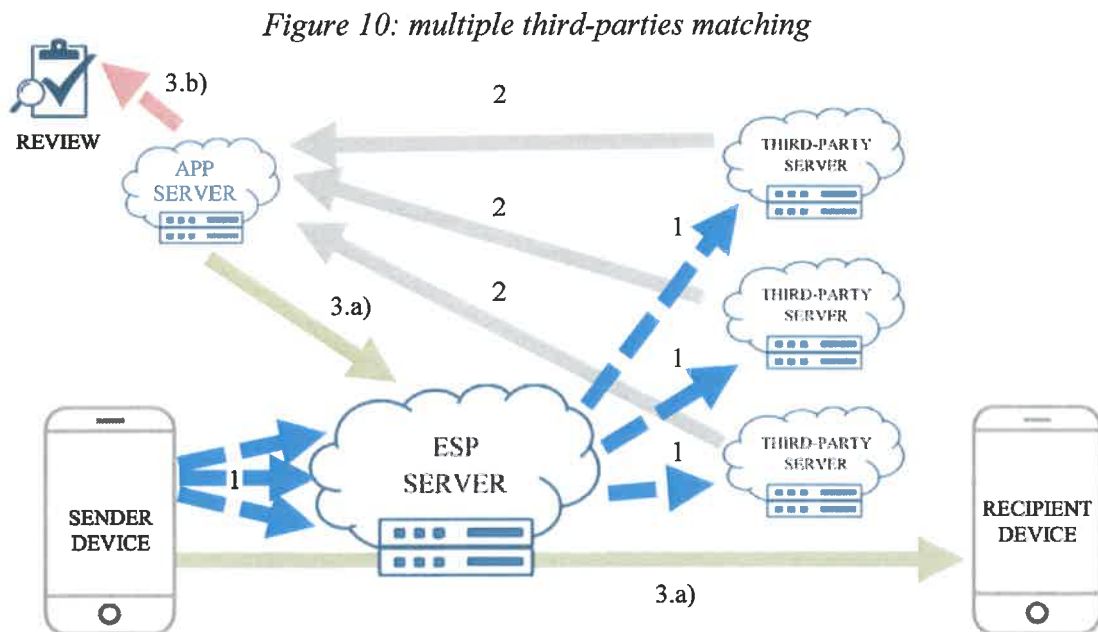 Figure 10: multiple third-parties matching
3.b)
REVIEW
2
THIRD-PARTY
SERVER
APP
SERVER
2
1
3.a)
2
THIRD-PARTY
SERVER
1
ESP
SERVER
1
THIRD-PARTY
SERVER
1
SENDER
DEVICE
RECIPIENT
DEVICE
3.a)